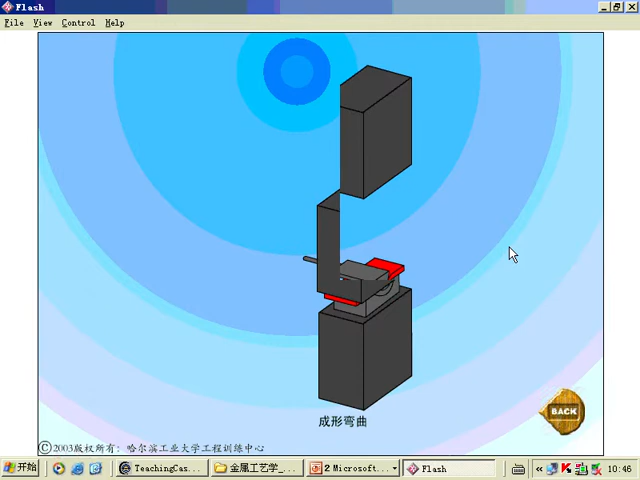 Flash
File View Control Help
成形弯曲
BACK
©2003版权所有：哈尔滨工业大学工程训练中心
开始
TeachingCas...
金属工艺学_...
2 Microsoft...
Flash
«
10:46